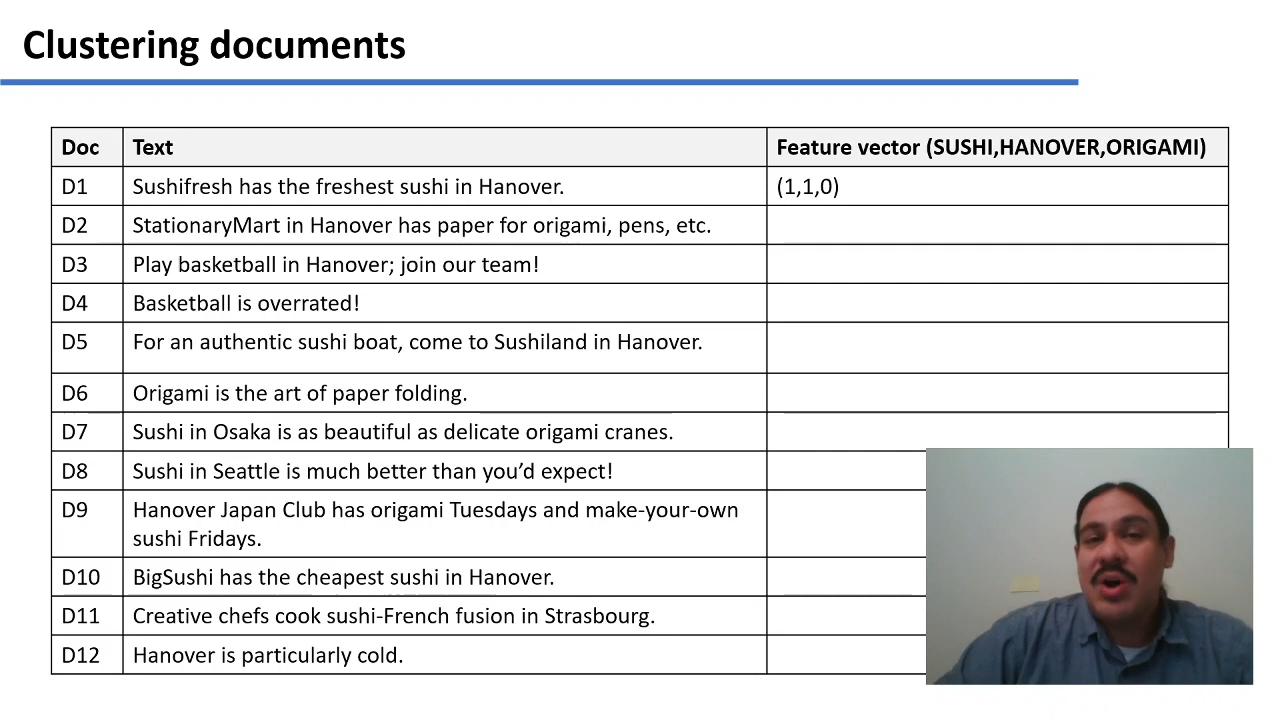 Clustering documents
Doc Text Feature vector (SUSHI,HANOVER,ORIGAMI)
D1 Sushifresh has the freshest sushi in Hanover. (1,1,0)
D2 StationaryMart in Hanover has paper for origami, pens, etc.
D3 Play basketball in Hanover; join our team!
D4 Basketball is overrated!
D5 For an authentic sushi boat, come to Sushiland in Hanover.
D6 Origami is the art of paper folding.
D7 Sushi in Osaka is as beautiful as delicate origami cranes.
D8 Sushi in Seattle is much better than you’d expect!
D9 Hanover Japan Club has origami Tuesdays and make-your-own
sushi Fridays.
D10 BigSushi has the cheapest sushi in Hanover.
D11 Creative chefs cook sushi-French fusion in Strasbourg.
D12 Hanover is particularly cold.